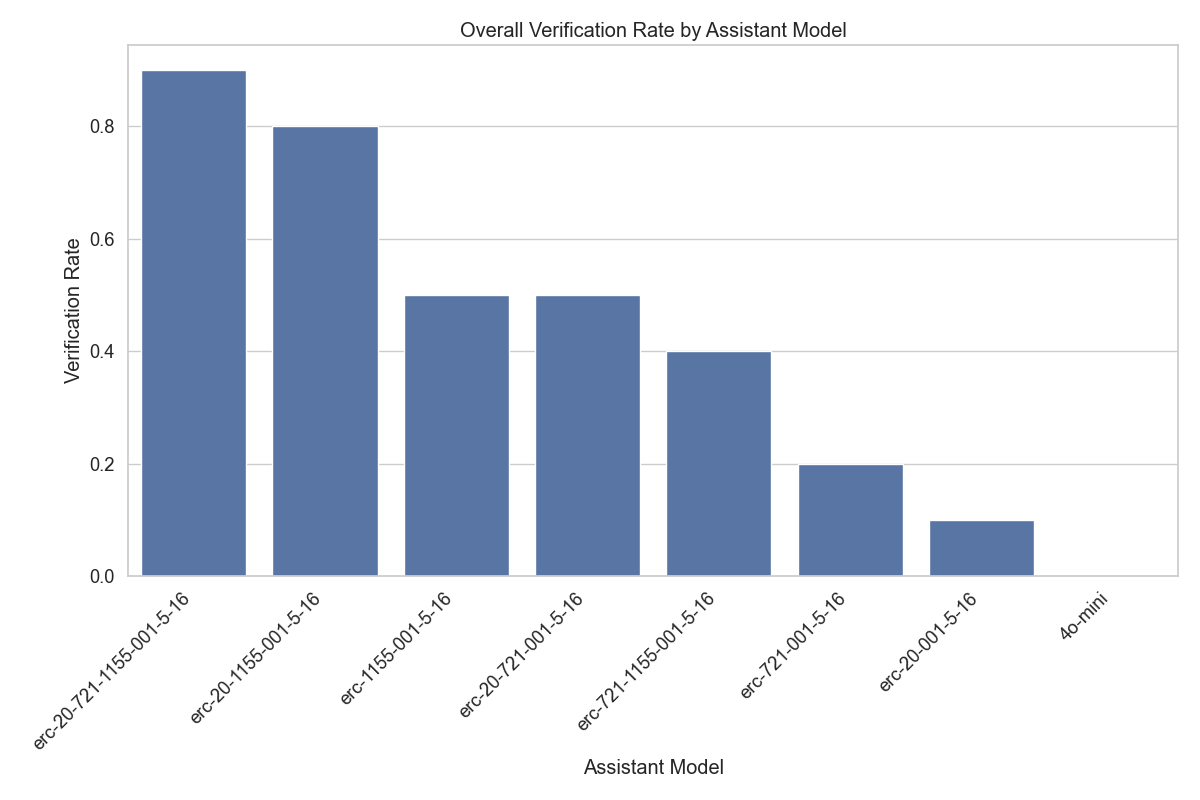 Overall Verification Rate by Assistant Model
Verification Rate
0.8
0.6
0.4
0.2
0.0
erc-20-721-1155-001-5-16
erc-20-1155-001-5-16
erc-1155-001-5-16
erc-20-721-001-5-16
erc-721-1155-001-5-16
erc-721-001-5-16
erc-20-001-5-16
4o-mini
Assistant Model